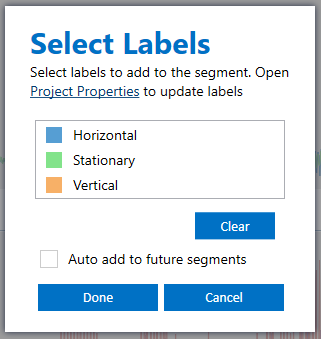 Select Labels
Select labels to add to the segment. Open
Project Properties to update labels
Horizontal
Stationary
Vertical
Clear
Auto add to future segments
Done Cancel